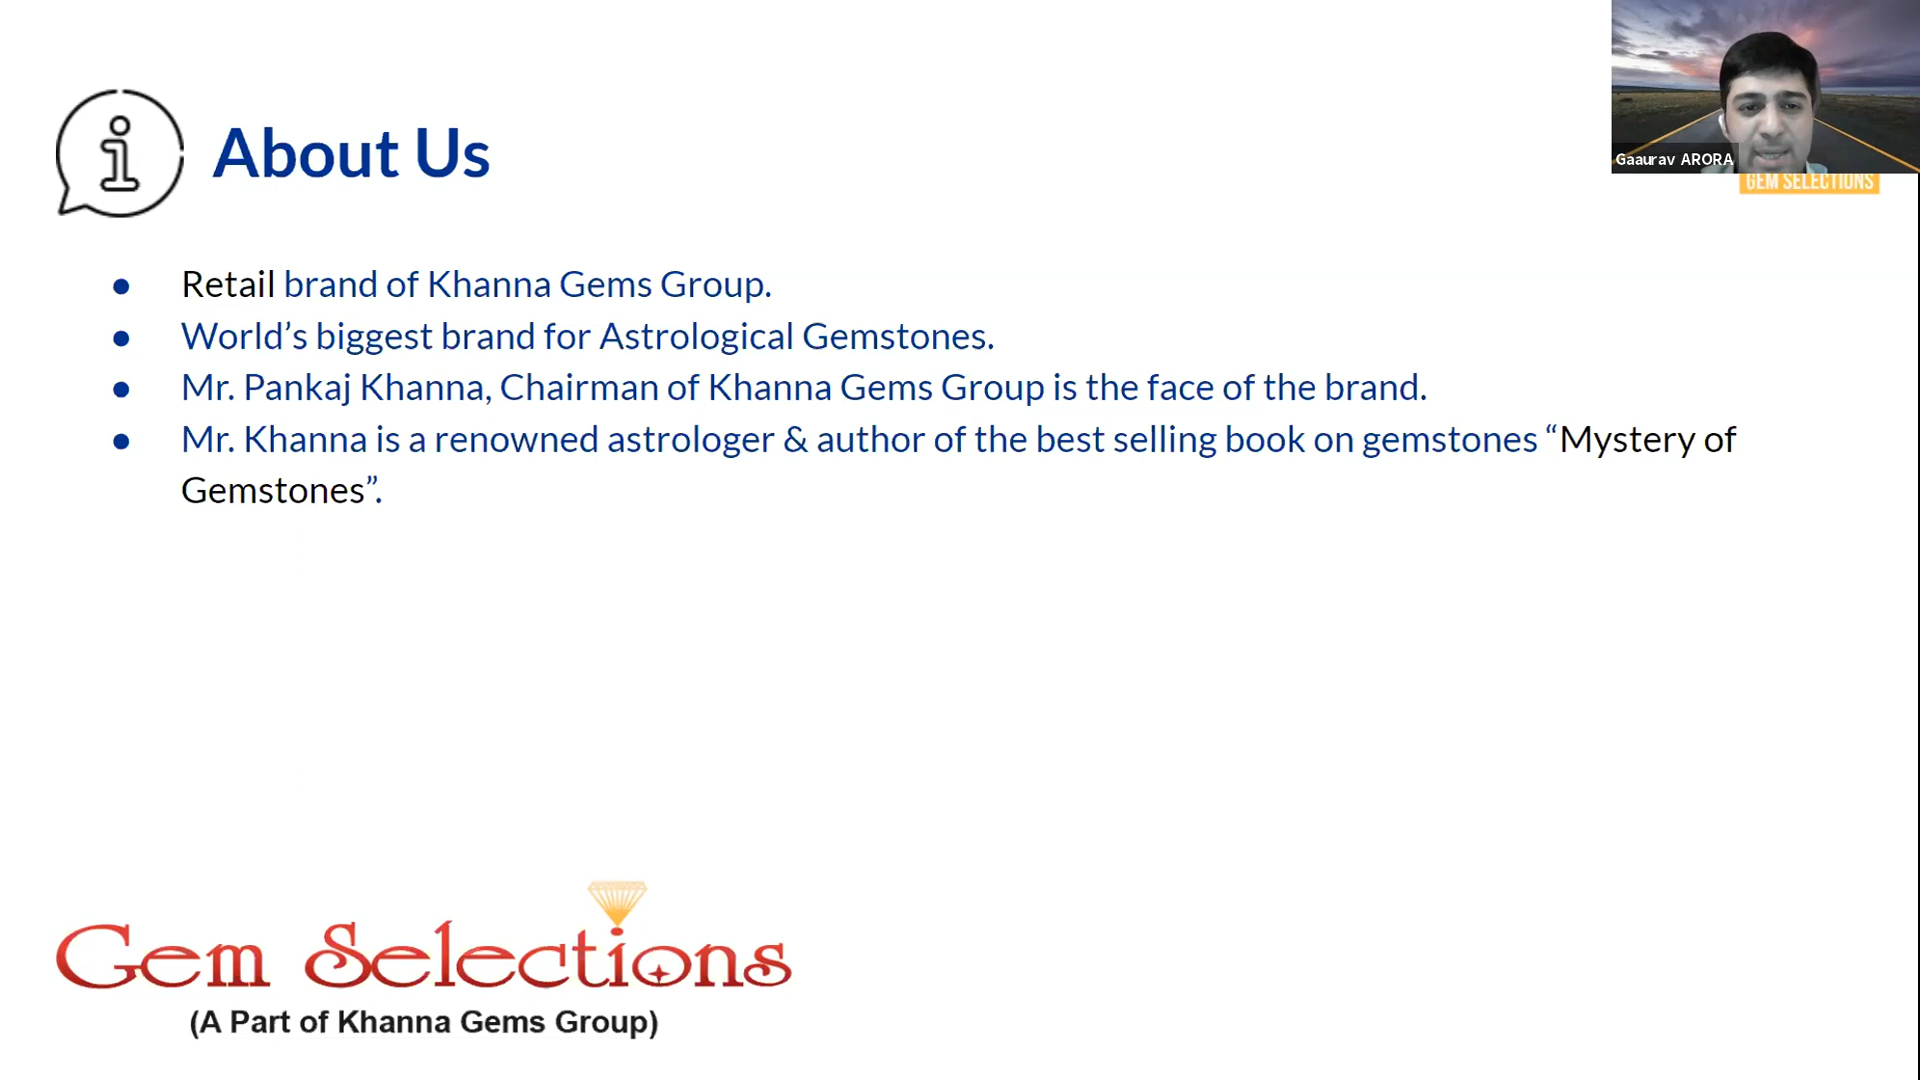 About Us
Gaaurav ARORA
GEM SELECTIONS
● Retail brand of Khanna Gems Group.
● World’s biggest brand for Astrological Gemstones.
● Mr. Pankaj Khanna, Chairman of Khanna Gems Group is the face of the brand.
● Mr. Khanna is a renowned astrologer & author of the best selling book on gemstones “Mystery of
Gemstones”.
Gem Selections
(A Part of Khanna Gems Group)